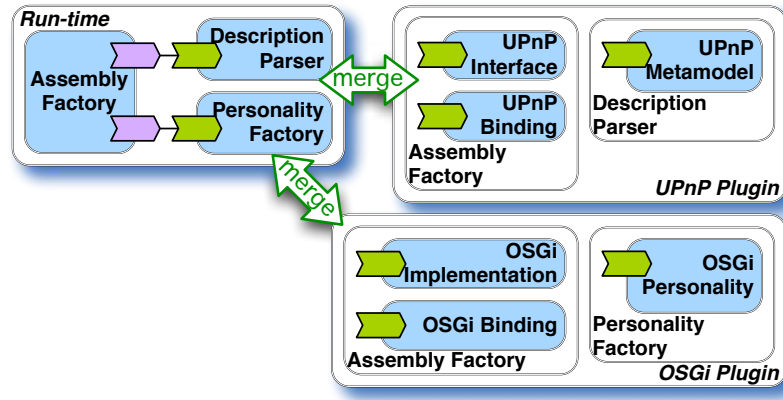 Run-time
Assembly
Factory
Description
Parser
Personality
Factory
merge
UPnP
Interface
UPnP
Binding
Assembly
Factory
UPnP
Metamodel
Description
Parser
UPnP Plugin
merge
OSGi
Implementation
OSGi Binding
Assembly Factory
OSGi
Personality
Personality
Factory
OSGi Plugin